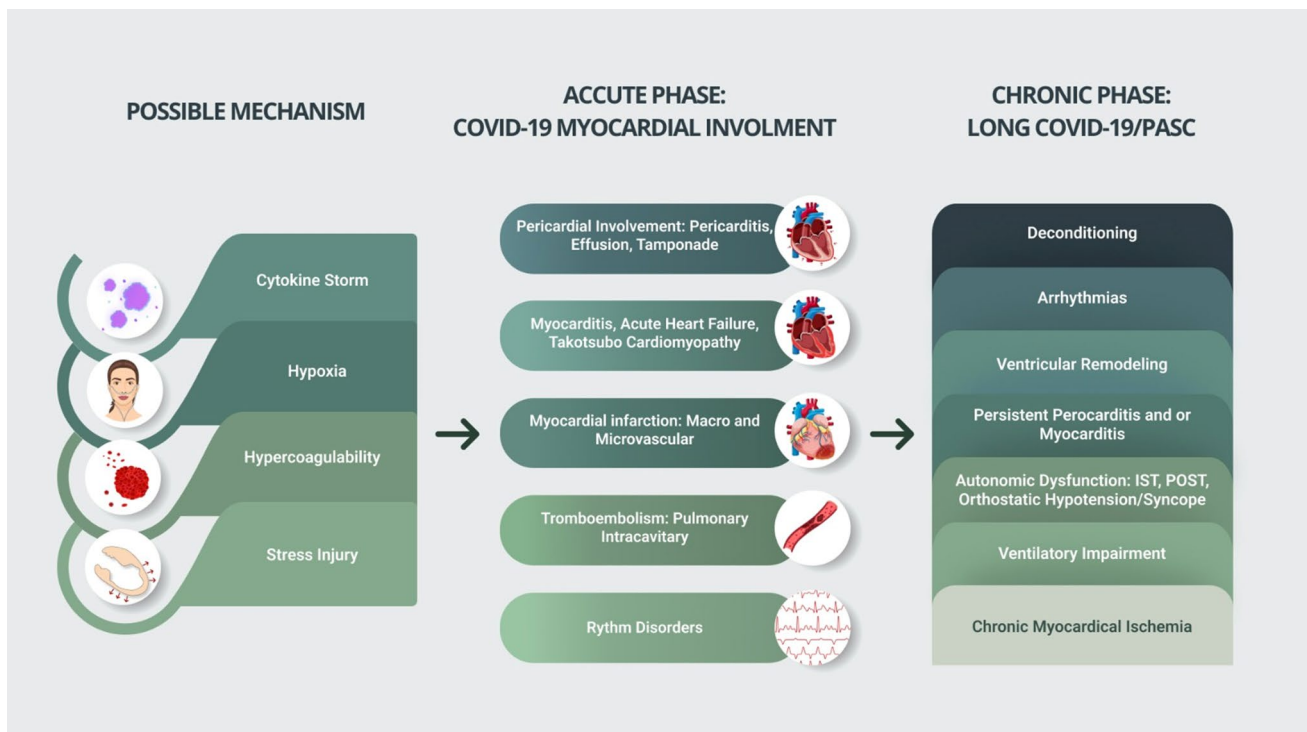 POSSIBLE MECHANISM
Cytokine Storm
Hypoxia
Hypercoagulability
Stress Injury
ACCUTE PHASE:
COVID-19 MYOCARDIAL INVOLMENT
Pericardial Involvement: Pericarditis,
Effusion, Tamponade
Myocarditis, Acute Heart Failure,
Takotsubo Cardiomyopathy
Myocardial infarction: Macro and
Microvascular
Tromboembolism: Pulmonary
Intracavitary
Rythm Disorders
CHRONIC PHASE:
LONG COVID-19/PASC
Deconditioning
Arrhythmias
Ventricular Remodeling
Persistent Perocarditis and or
Myocarditis
Autonomic Dysfunction: IST, POST,
Orthostatic Hypotension/Syncope
Ventilatory Impairment
Chronic Myocardical Ischemia